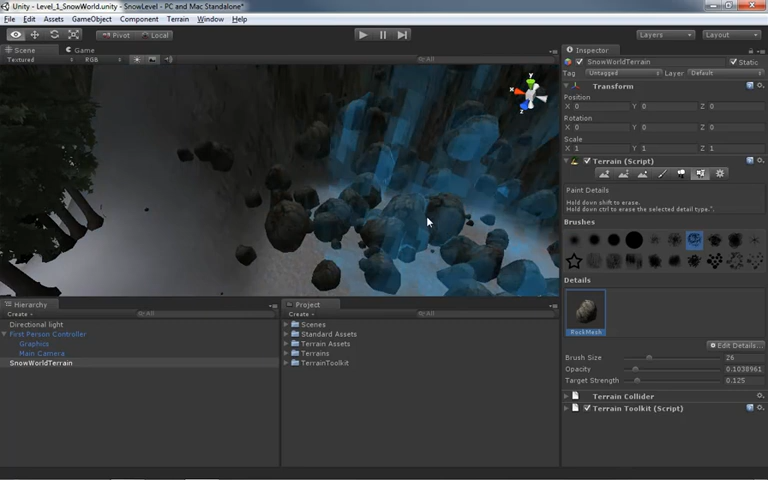 Unity - Level_1_SnowWorld.unity - SnowLevel - PC and Mac Standalone*
File Edit Assets GameObject Component Terrain Window Help
Pivot Local Layers Layout
Scene Game
Textured RGB All
Inspector
SnowWorldTerrain Static
Tag Untagged Layer Default
Transform
Position
X 0 Y 0 Z 0
Rotation
X 0 Y 0 Z 0
Scale
X 1 Y 1 Z 1
Terrain (Script)
Paint Details
Hold down shift to erase.
Hold down ctrl to erase the selected detail type.
Brushes
Details
RockMesh
Edit Details...
Brush Size 26
Opacity 0.1038961
Target Strength 0.125
Terrain Collider
Terrain Toolkit (Script)
Hierarchy
Create All
Directional light
First Person Controller
Graphics
Main Camera
SnowWorldTerrain
Project
Create All
Scenes
Standard Assets
Terrain Assets
Terrains
TerrainToolkit